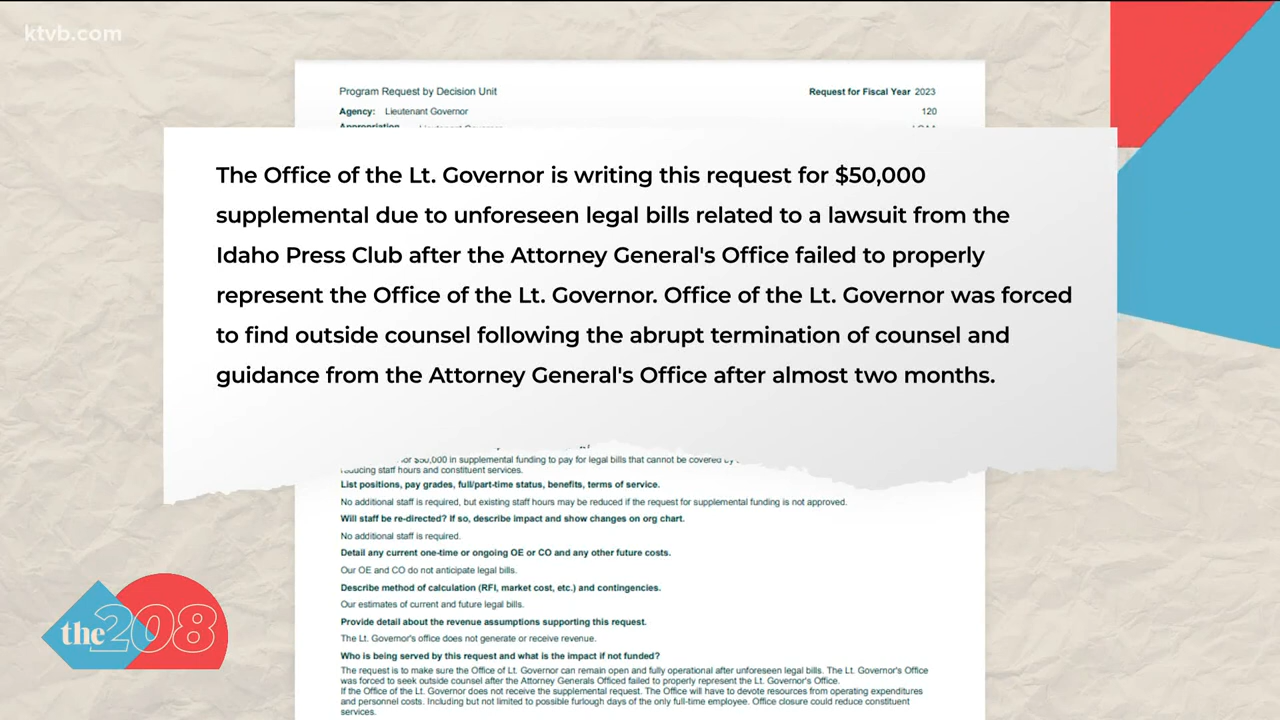 ktvb.com
Program Request by Decision Unit
Request for Fiscal Year 2023
Agency: Lieutenant Governor
120
Appropriation
The Office of the Lt. Governor is writing this request for $50,000
supplemental due to unforeseen legal bills related to a lawsuit from the
Idaho Press Club after the Attorney General's Office failed to properly
represent the Office of the Lt. Governor. Office of the Lt. Governor was forced
to find outside counsel following the abrupt termination of counsel and
guidance from the Attorney General's Office after almost two months.
$50,000 in supplemental funding to pay for legal bills that cannot be covered
reducing staff hours and constituent services.
List positions, pay grades, full/part-time status, benefits, terms of service.
No additional staff is required, but existing staff hours may be reduced if the request for supplemental funding is not approved.
Will staff be re-directed? If so, describe impact and show changes on org chart.
No additional staff is required.
Detail any current one-time or ongoing OE or CO and any other future costs.
Our OE and CO do not anticipate legal bills.
Describe method of calculation (RFI, market cost, etc.) and contingencies.
Our estimates of current and future legal bills.
Provide detail about the revenue assumptions supporting this request.
The Lt. Governor's office does not generate or receive revenue.
Who is being served by this request and what is the impact if not funded?
The request is to make sure the Office of Lt. Governor can remain open and fully operational after unforeseen legal bills. The Lt. Governor's Office
was forced to seek outside counsel after the Attorney Generals Officed failed to properly represent the Lt. Governor's Office.
If the Office of the Lt. Governor does not receive the supplemental request. The Office will have to devote resources from operating expenditures
and personnel costs. Including but not limited to possible furlough days of the only full-time employee. Office closure could reduce constituent
services.
the208